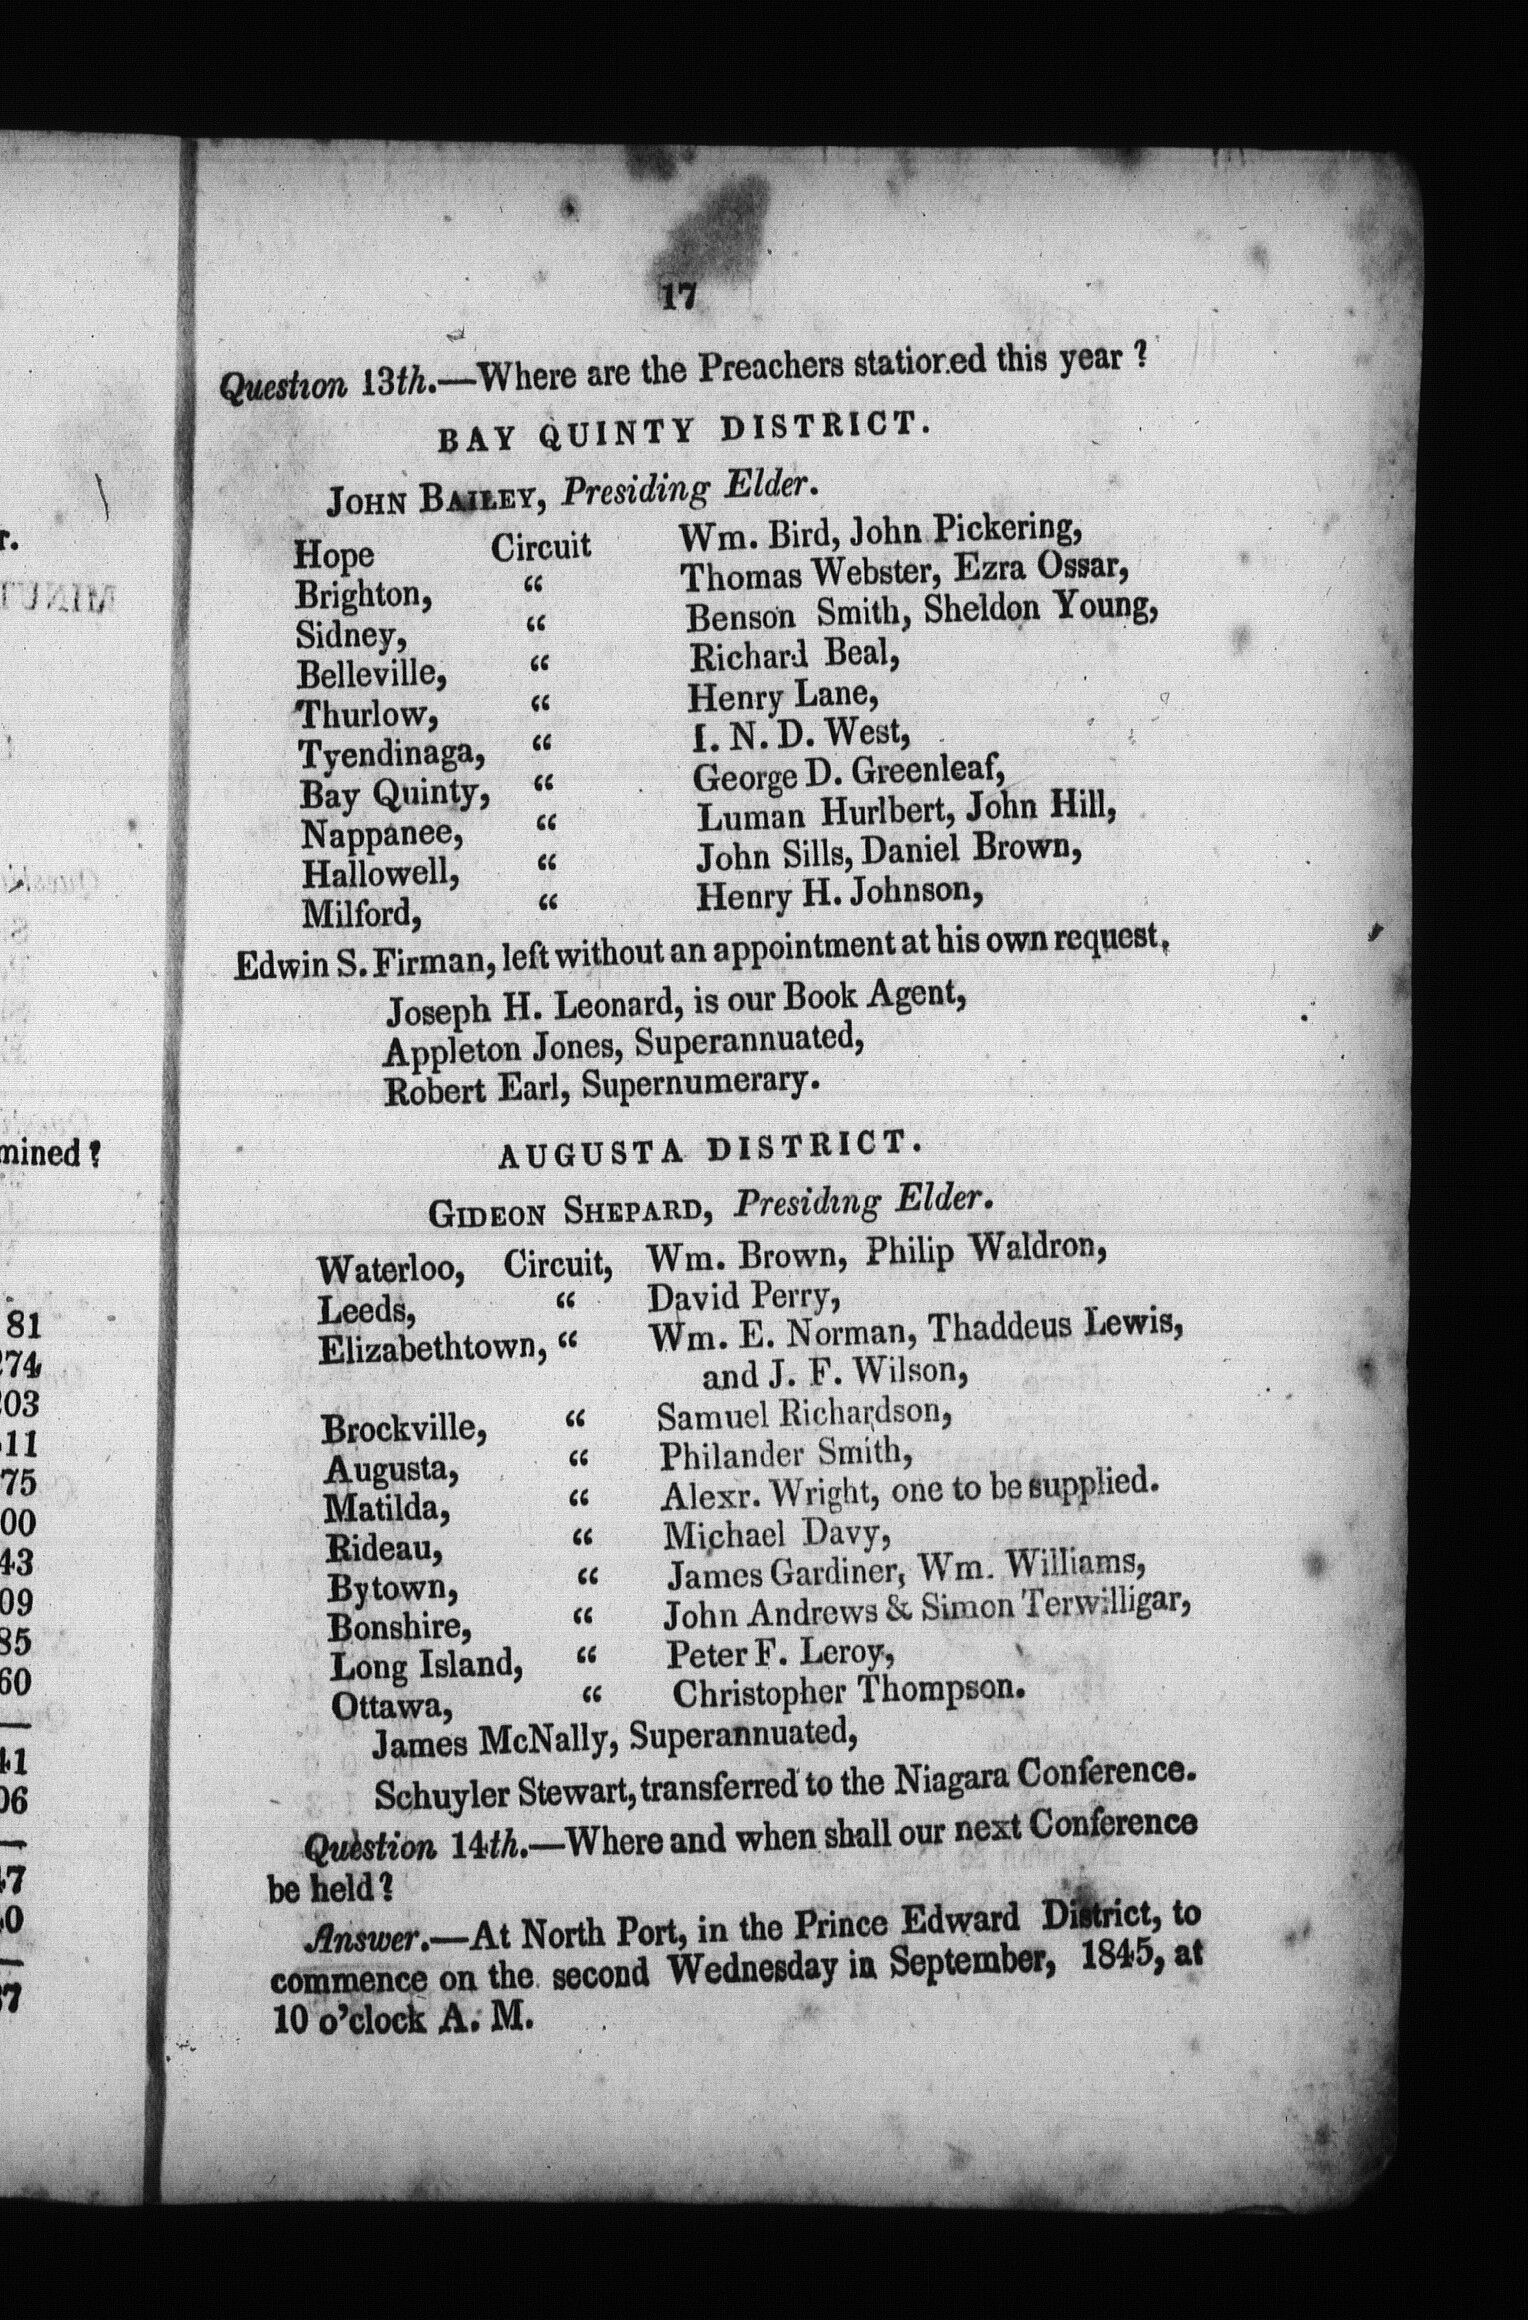 17
Question 13th.—Where are the Preachers stationed this year ?
BAY QUINTY DISTRICT.
JOHN BAILEY, Presiding Elder.
Hope Circuit Wm. Bird, John Pickering,
Brighton, “ Thomas Webster, Ezra Ossar,
Sidney, “ Benson Smith, Sheldon Young,
Belleville, “ Richard Beal,
Thurlow, “ Henry Lane,
Tyendinaga, “ I. N. D. West,
Bay Quinty, “ George D. Greenleaf,
Nappanee, “ Luman Hurlbert, John Hill,
Hallowell, “ John Sills, Daniel Brown,
Milford, “ Henry H. Johnson,
Edwin S. Firman, left without an appointment at his own request.
Joseph H. Leonard, is our Book Agent,
Appleton Jones, Superannuated,
Robert Earl, Supernumerary.
AUGUSTA DISTRICT.
GIDEON SHEPARD, Presiding Elder.
Waterloo, Circuit, Wm. Brown, Philip Waldron,
Leeds, “ David Perry,
Elizabethtown, “ Wm. E. Norman, Thaddeus Lewis,
and J. F. Wilson,
Brockville, “ Samuel Richardson,
Augusta, “ Philander Smith,
Matilda, “ Alexr. Wright, one to be supplied.
Rideau, “ Michael Davy,
Bytown, “ James Gardiner, Wm. Williams,
Bonshire, “ John Andrews & Simon Terwilligar,
Long Island, “ Peter F. Leroy,
Ottawa, “ Christopher Thompson.
James McNally, Superannuated,
Schuyler Stewart, transferred to the Niagara Conference.
Question 14th.—Where and when shall our next Conference
be held?
Answer.—At North Port, in the Prince Edward District, to
commence on the second Wednesday in September, 1845, at
10 o'clock A. M.